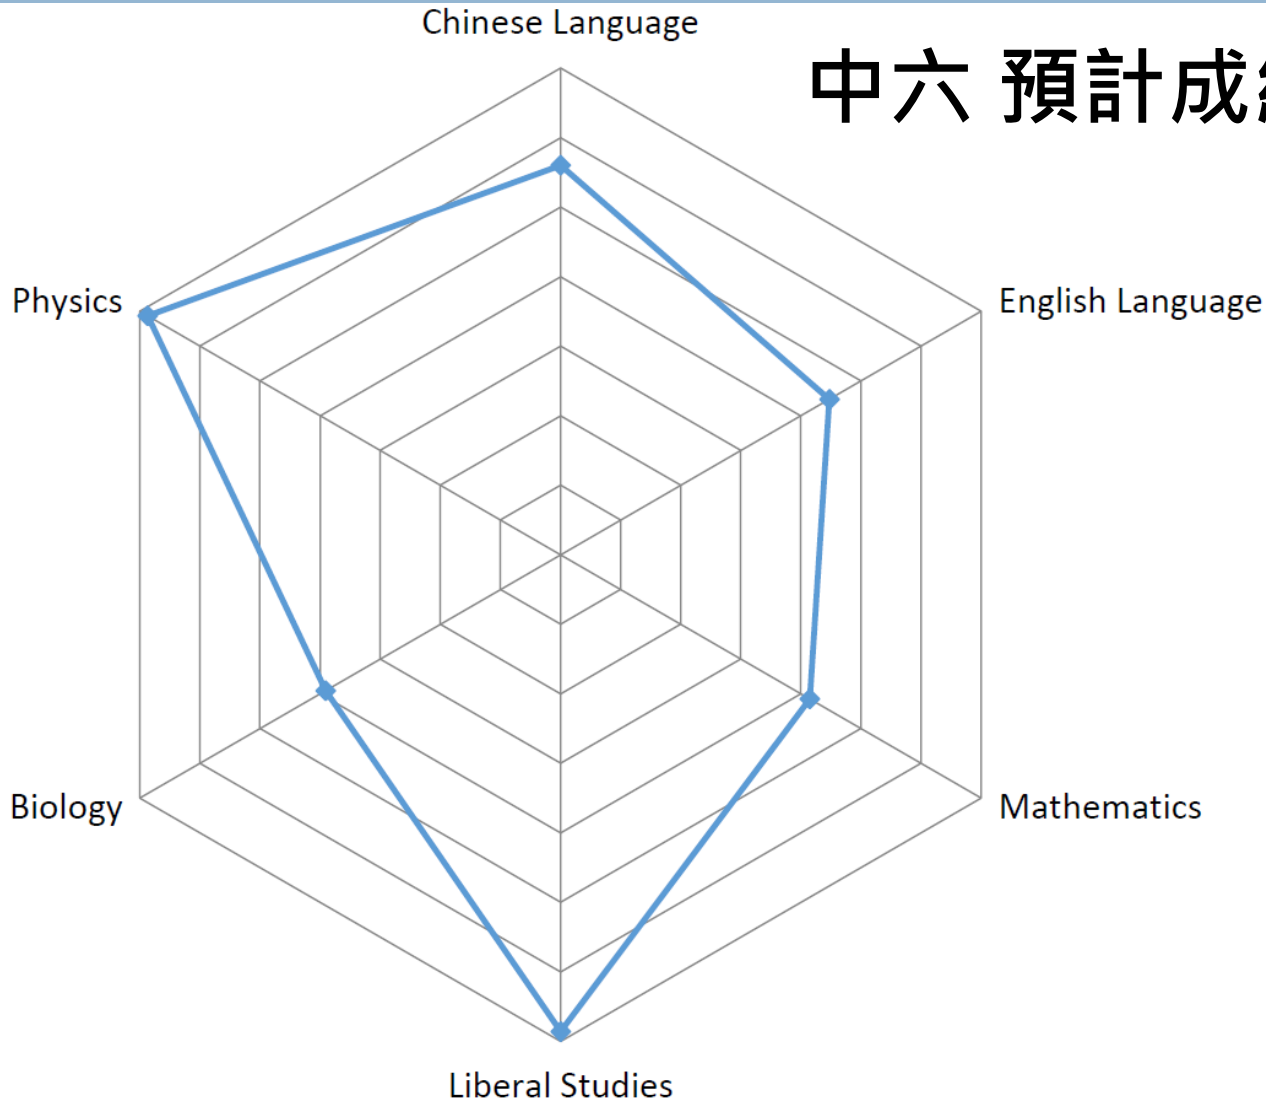 Chinese Language
中六 預計成
Physics
English Language
Biology
Mathematics
Liberal Studies